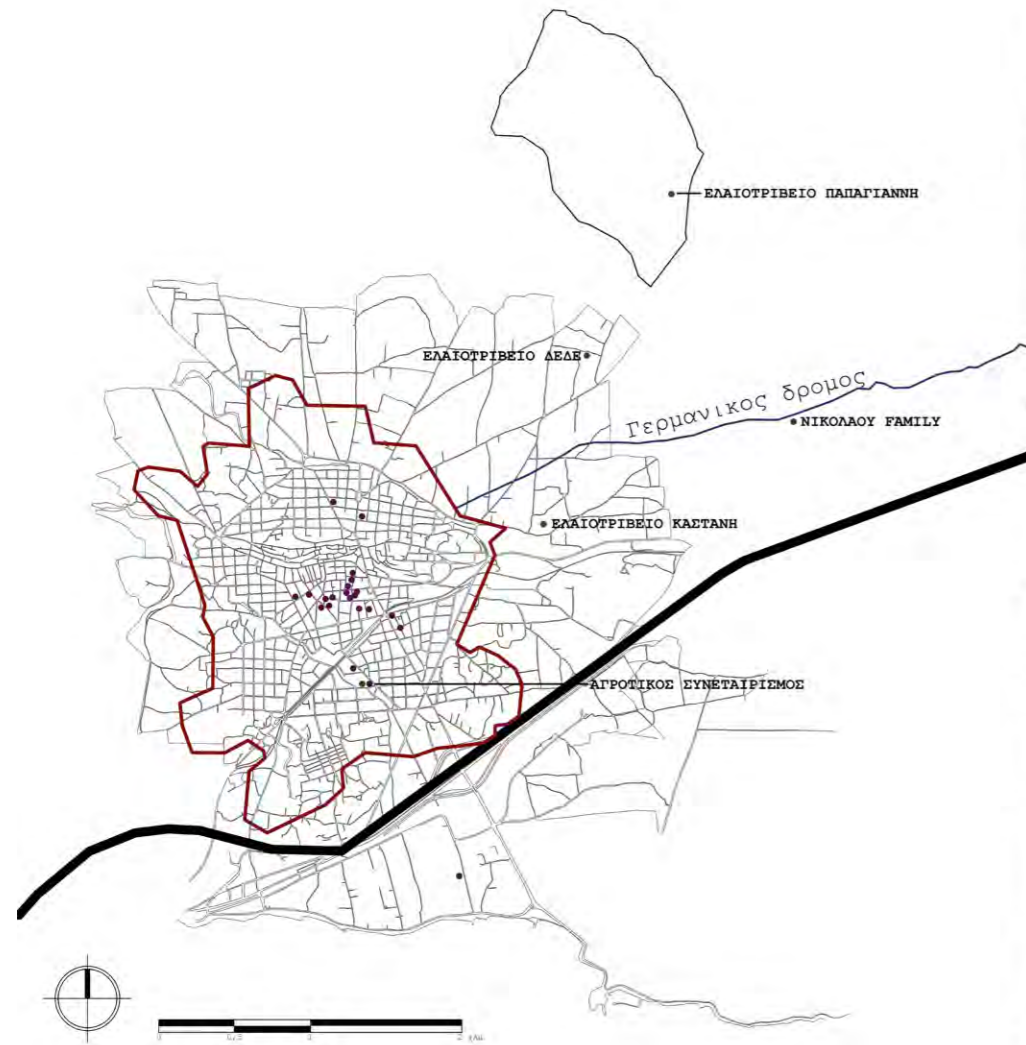 ΕΛΑΙΟΤΡΙΒΕΙΟ ΠΑΠΑΓΙΑΝΝΗ
ΕΛΑΙΟΤΡΙΒΕΙΟ ΔΕΔΕ
Γερμανικος δρομος
ΝΙΚΟΛΑΟΥ FAMILY
ΕΛΑΙΟΤΡΙΒΕΙΟ ΚΑΣΤΑΝΗ
ΑΓΡΟΤΙΚΟΣ ΣΥΝΕΤΑΙΡΙΣΜΟΣ